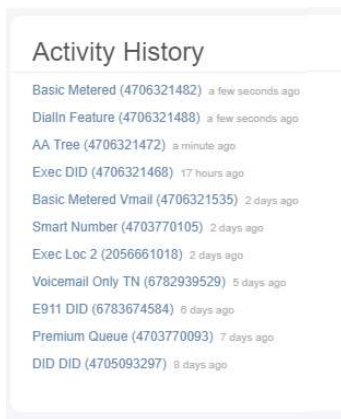 Activity History
Basic Metered (4706321482) a few seconds ago
DialIn Feature (4706321488) a few seconds ago
AA Tree (4706321472) a minute ago
Exec DID (4706321468) 17 hours ago
Basic Metered Vmail (4706321535) 2 days ago
Smart Number (4703770105) 2 days ago
Exec Loc 2 (2056661018) 2 days ago
Voicemail Only TN (6782939529) 5 days ago
E911 DID (6783674584) 6 days ago
Premium Queue (4703770093) 7 days ago
DID DID (4705093297) 8 days ago